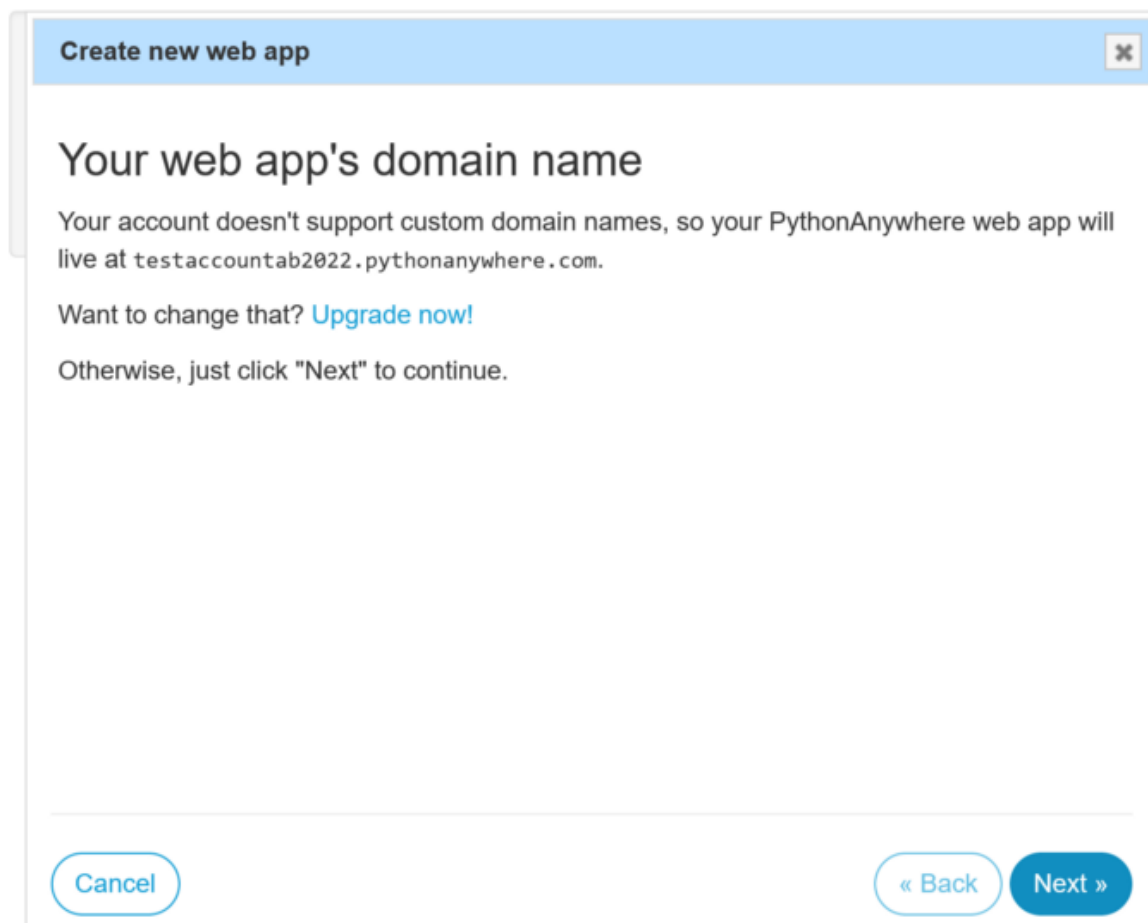 Create new web app
Your web app's domain name
Your account doesn't support custom domain names, so your PythonAnywhere web app will
live at testaccountab2022.pythonanywhere.com.
Want to change that? Upgrade now!
Otherwise, just click "Next" to continue.
Cancel
« Back
Next »